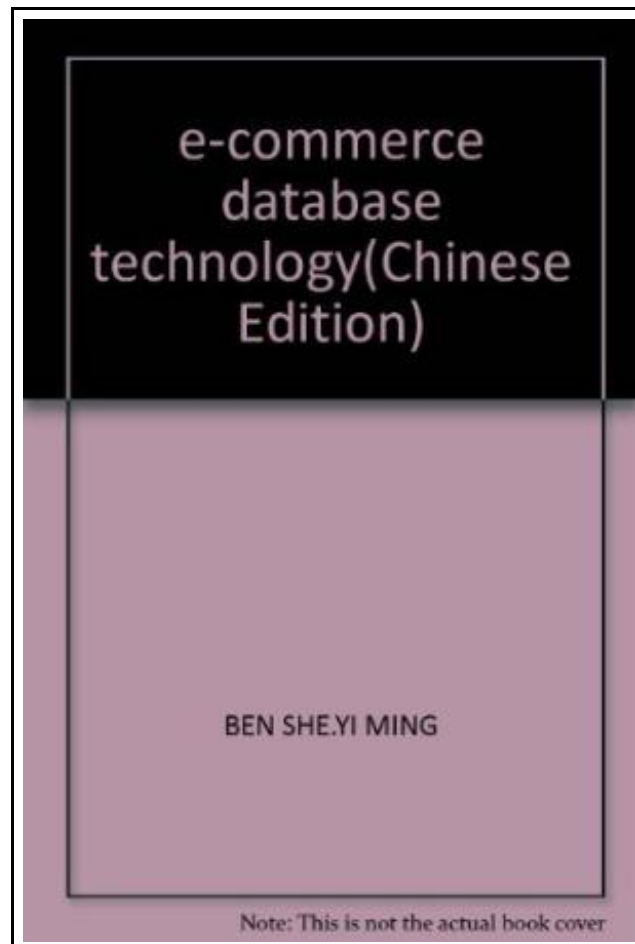 e-commerce
database
technology(Chinese
Edition)
BEN SHE.YI MING
Note: This is not the actual book cover